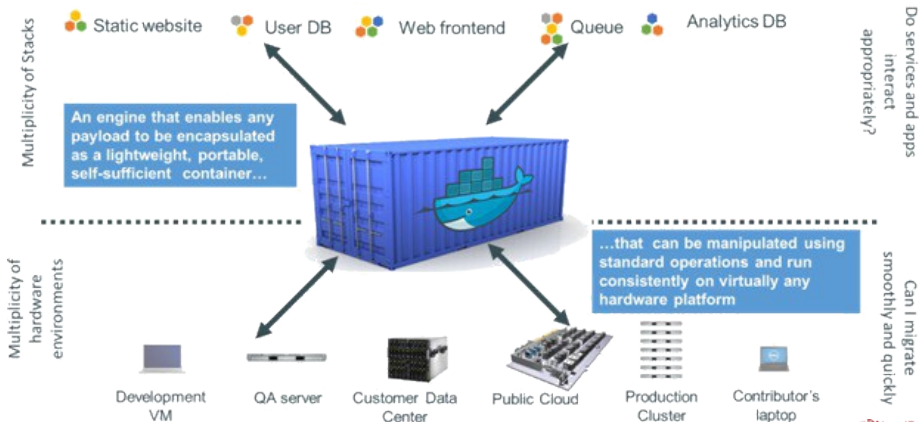 Static website
User DB
Web frontend
Queue
Analytics DB
Multiplicity of Stacks
Do services and apps
interact
appropriately?
An engine that enables any
payload to be encapsulated
as a lightweight, portable,
self-sufficient container…
…that can be manipulated using
standard operations and run
consistently on virtually any
hardware platform
Multiplicity of
hardware
environments
Can I migrate
smoothly and quickly
Development
VM
QA server
Customer Data
Center
Public Cloud
Production
Cluster
Contributor's
laptop